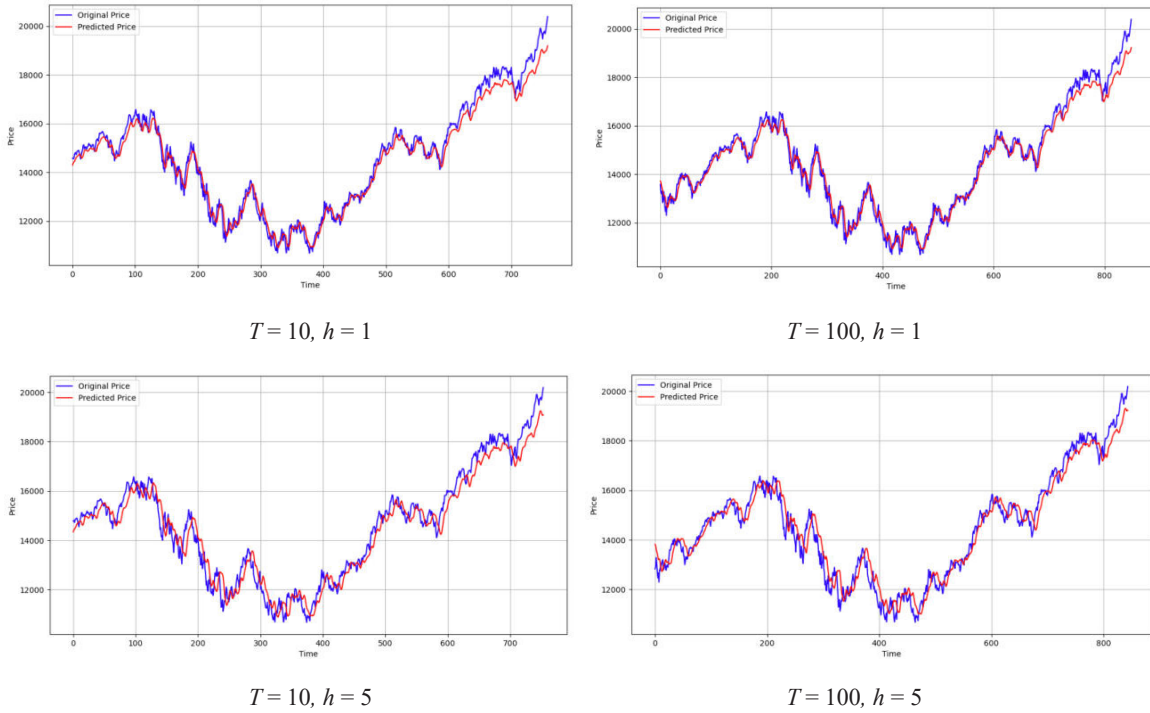 Original Price
Predicted Price
20000
18000
16000
14000
12000
Price
0 100 200 300 400 500 600 700
Time
T = 10, h = 1
Original Price
Predicted Price
20000
18000
16000
14000
12000
Price
0 200 400 600 800
Time
T = 100, h = 1
Original Price
Predicted Price
20000
18000
16000
14000
12000
Price
0 100 200 300 400 500 600 700
Time
T = 10, h = 5
Original Price
Predicted Price
20000
18000
16000
14000
12000
Price
0 200 400 600 800
Time
T = 100, h = 5